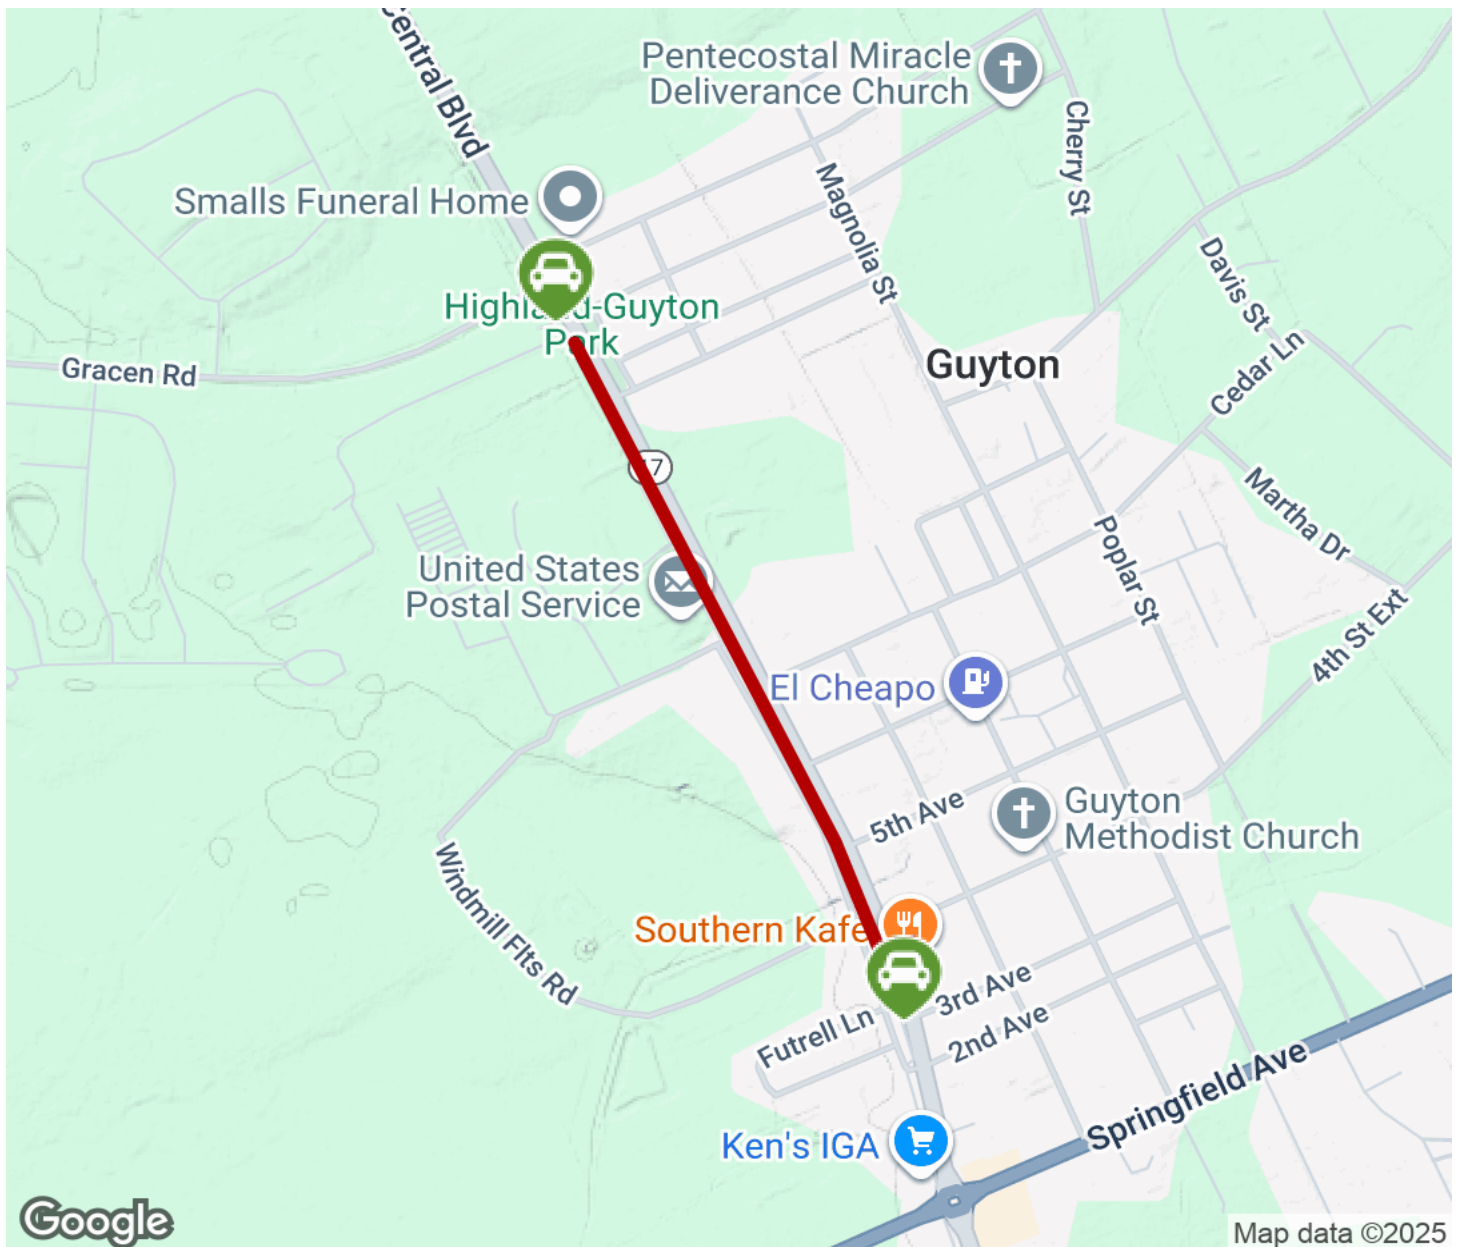 Central Blvd
Pentecostal Miracle
Deliverance Church
Cherry St
Smalls Funeral Home
Magnolia St
Davis St
Highland-Guyton
Park
Gracen Rd
Guyton
Cedar Ln
Martha Dr
United States
Postal Service
Poplar St
4th St Ext
El Cheapo
5th Ave
Guyton
Methodist Church
Windmill Flts Rd
Southern Kafe
3rd Ave
Futrell Ln
2nd Ave
Springfield Ave
Ken's IGA
Google
Map data ©2025